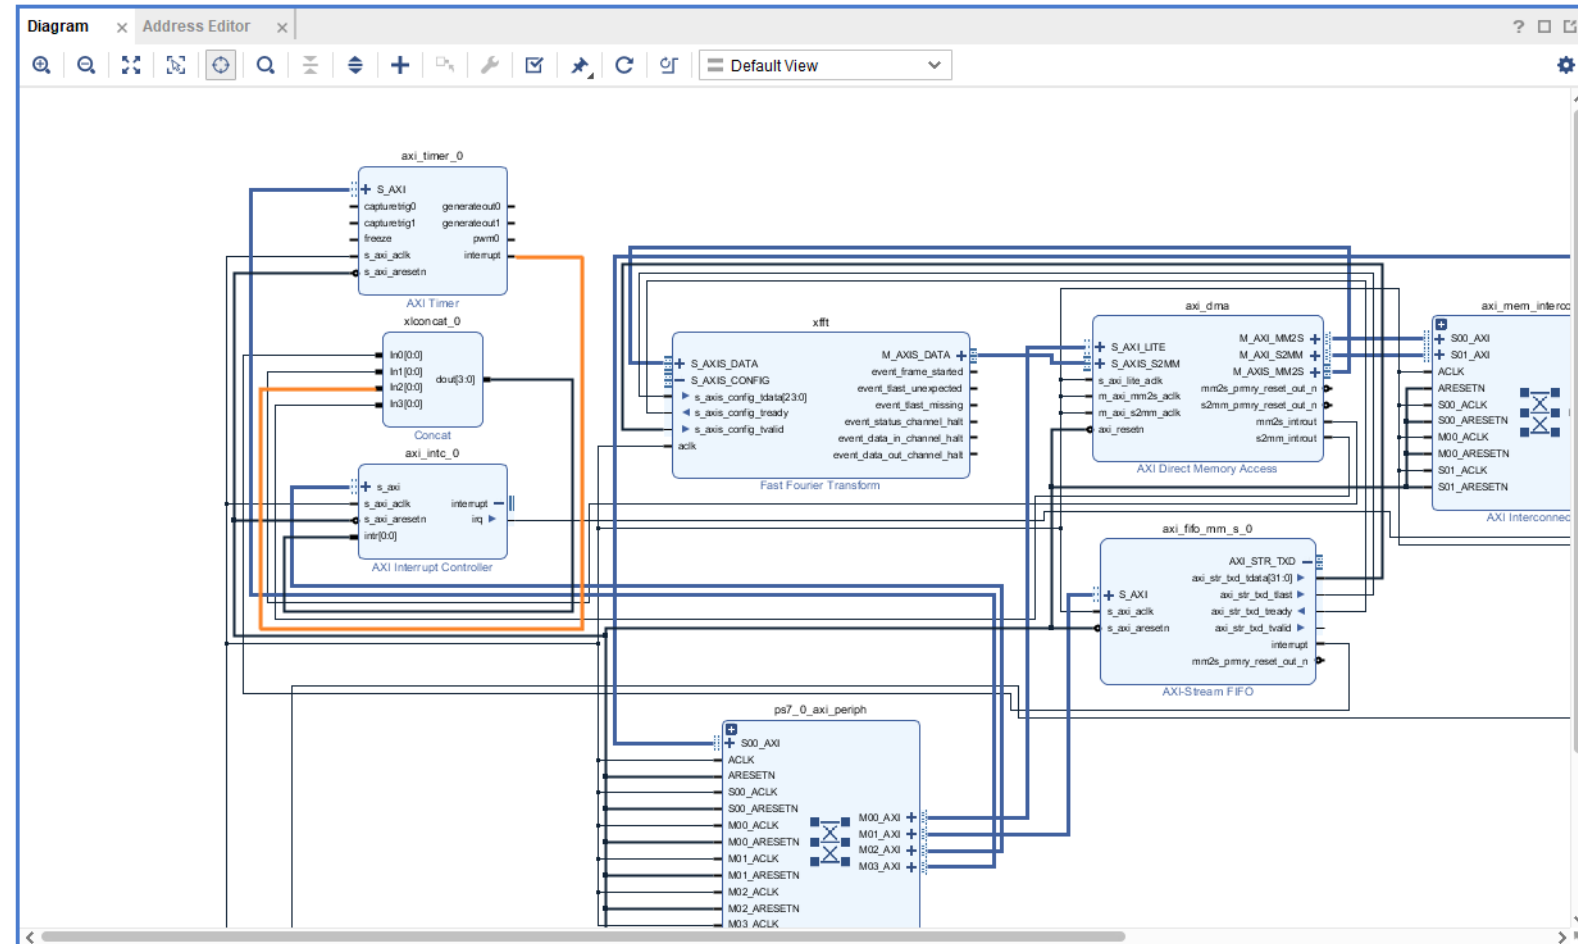 Diagram
Address Editor
Default View
axi_timer_0
S_AXI
capturetrig0 generateout0
capturetrig1 generateout1
freeze pwm0
s_axi_aclk interrupt
s_axi_aresetn
AXI Timer
xlconcat_0
In0[0:0]
In1[0:0]
In2[0:0]
In3[0:0]
dout[3:0]
Concat
axi_intc_0
s_axi
s_axi_aclk interrupt
s_axi_aresetn irq
intr[0:0]
AXI Interrupt Controller
xfft
S_AXIS_DATA
S_AXIS_CONFIG
s_axis_config_tdata[23:0]
s_axis_config_tready
s_axis_config_tvalid
aclk
M_AXIS_DATA
event_frame_started
event_tlast_unexpected
event_tlast_missing
event_status_channel_halt
event_data_in_channel_halt
event_data_out_channel_halt
Fast Fourier Transform
axi_dma
S_AXI_LITE
S_AXIS_S2MM
s_axi_lite_aclk
m_axi_mm2s_aclk
m_axi_s2mm_aclk
axi_resetn
M_AXI_MM2S
M_AXI_S2MM
M_AXIS_MM2S
mm2s_prmry_reset_out_n
s2mm_prmry_reset_out_n
mm2s_introut
s2mm_introut
AXI Direct Memory Access
axi_mem_interco
S00_AXI
S01_AXI
ACLK
ARESETN
S00_ACLK
S00_ARESETN
M00_ACLK
M00_ARESETN
S01_ACLK
S01_ARESETN
AXI Interconnec
axi_fifo_mm_s_0
S_AXI
s_axi_aclk
s_axi_aresetn
AXI_STR_TXD
axi_str_txd_tdata[31:0]
axi_str_txd_tlast
axi_str_txd_tready
axi_str_txd_tvalid
interrupt
mm2s_prmry_reset_out_n
AXI-Stream FIFO
ps7_0_axi_periph
S00_AXI
ACLK
ARESETN
S00_ACLK
S00_ARESETN
M00_ACLK
M00_ARESETN
M01_ACLK
M01_ARESETN
M02_ACLK
M02_ARESETN
M03_ACLK
M00_AXI
M01_AXI
M02_AXI
M03_AXI